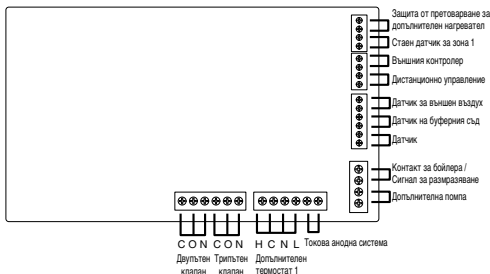 Защита от претоварване за
допълнителен нагревател
Стаен датчик за зона 1
Външния контролер
Дистанционно управление
Датчик за външен въздух
Датчик на буферния съд
Датчик
Контакт за бойлера /
Сигнал за размразяване
Допълнителна помпа
C O N C O N H C N L Токова анодна система
Двупътен Трипътен Допълнителен
клапан клапан термостат 1